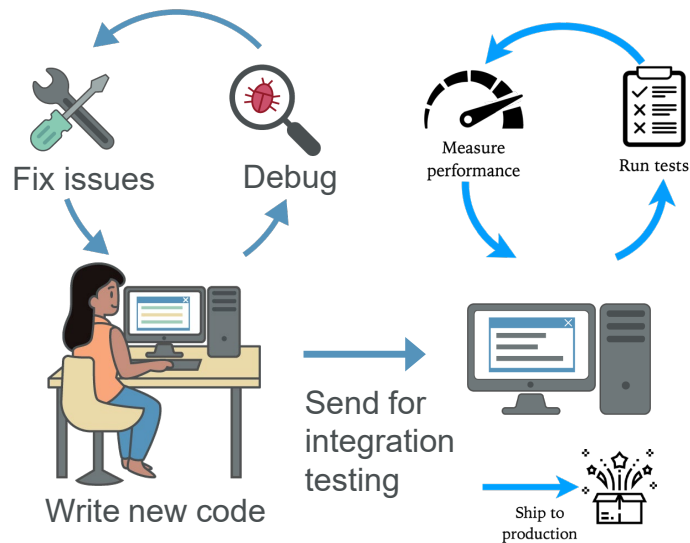 Fix issues
Debug
Measure
performance
Run tests
Write new code
Send for
integration
testing
Ship to
production